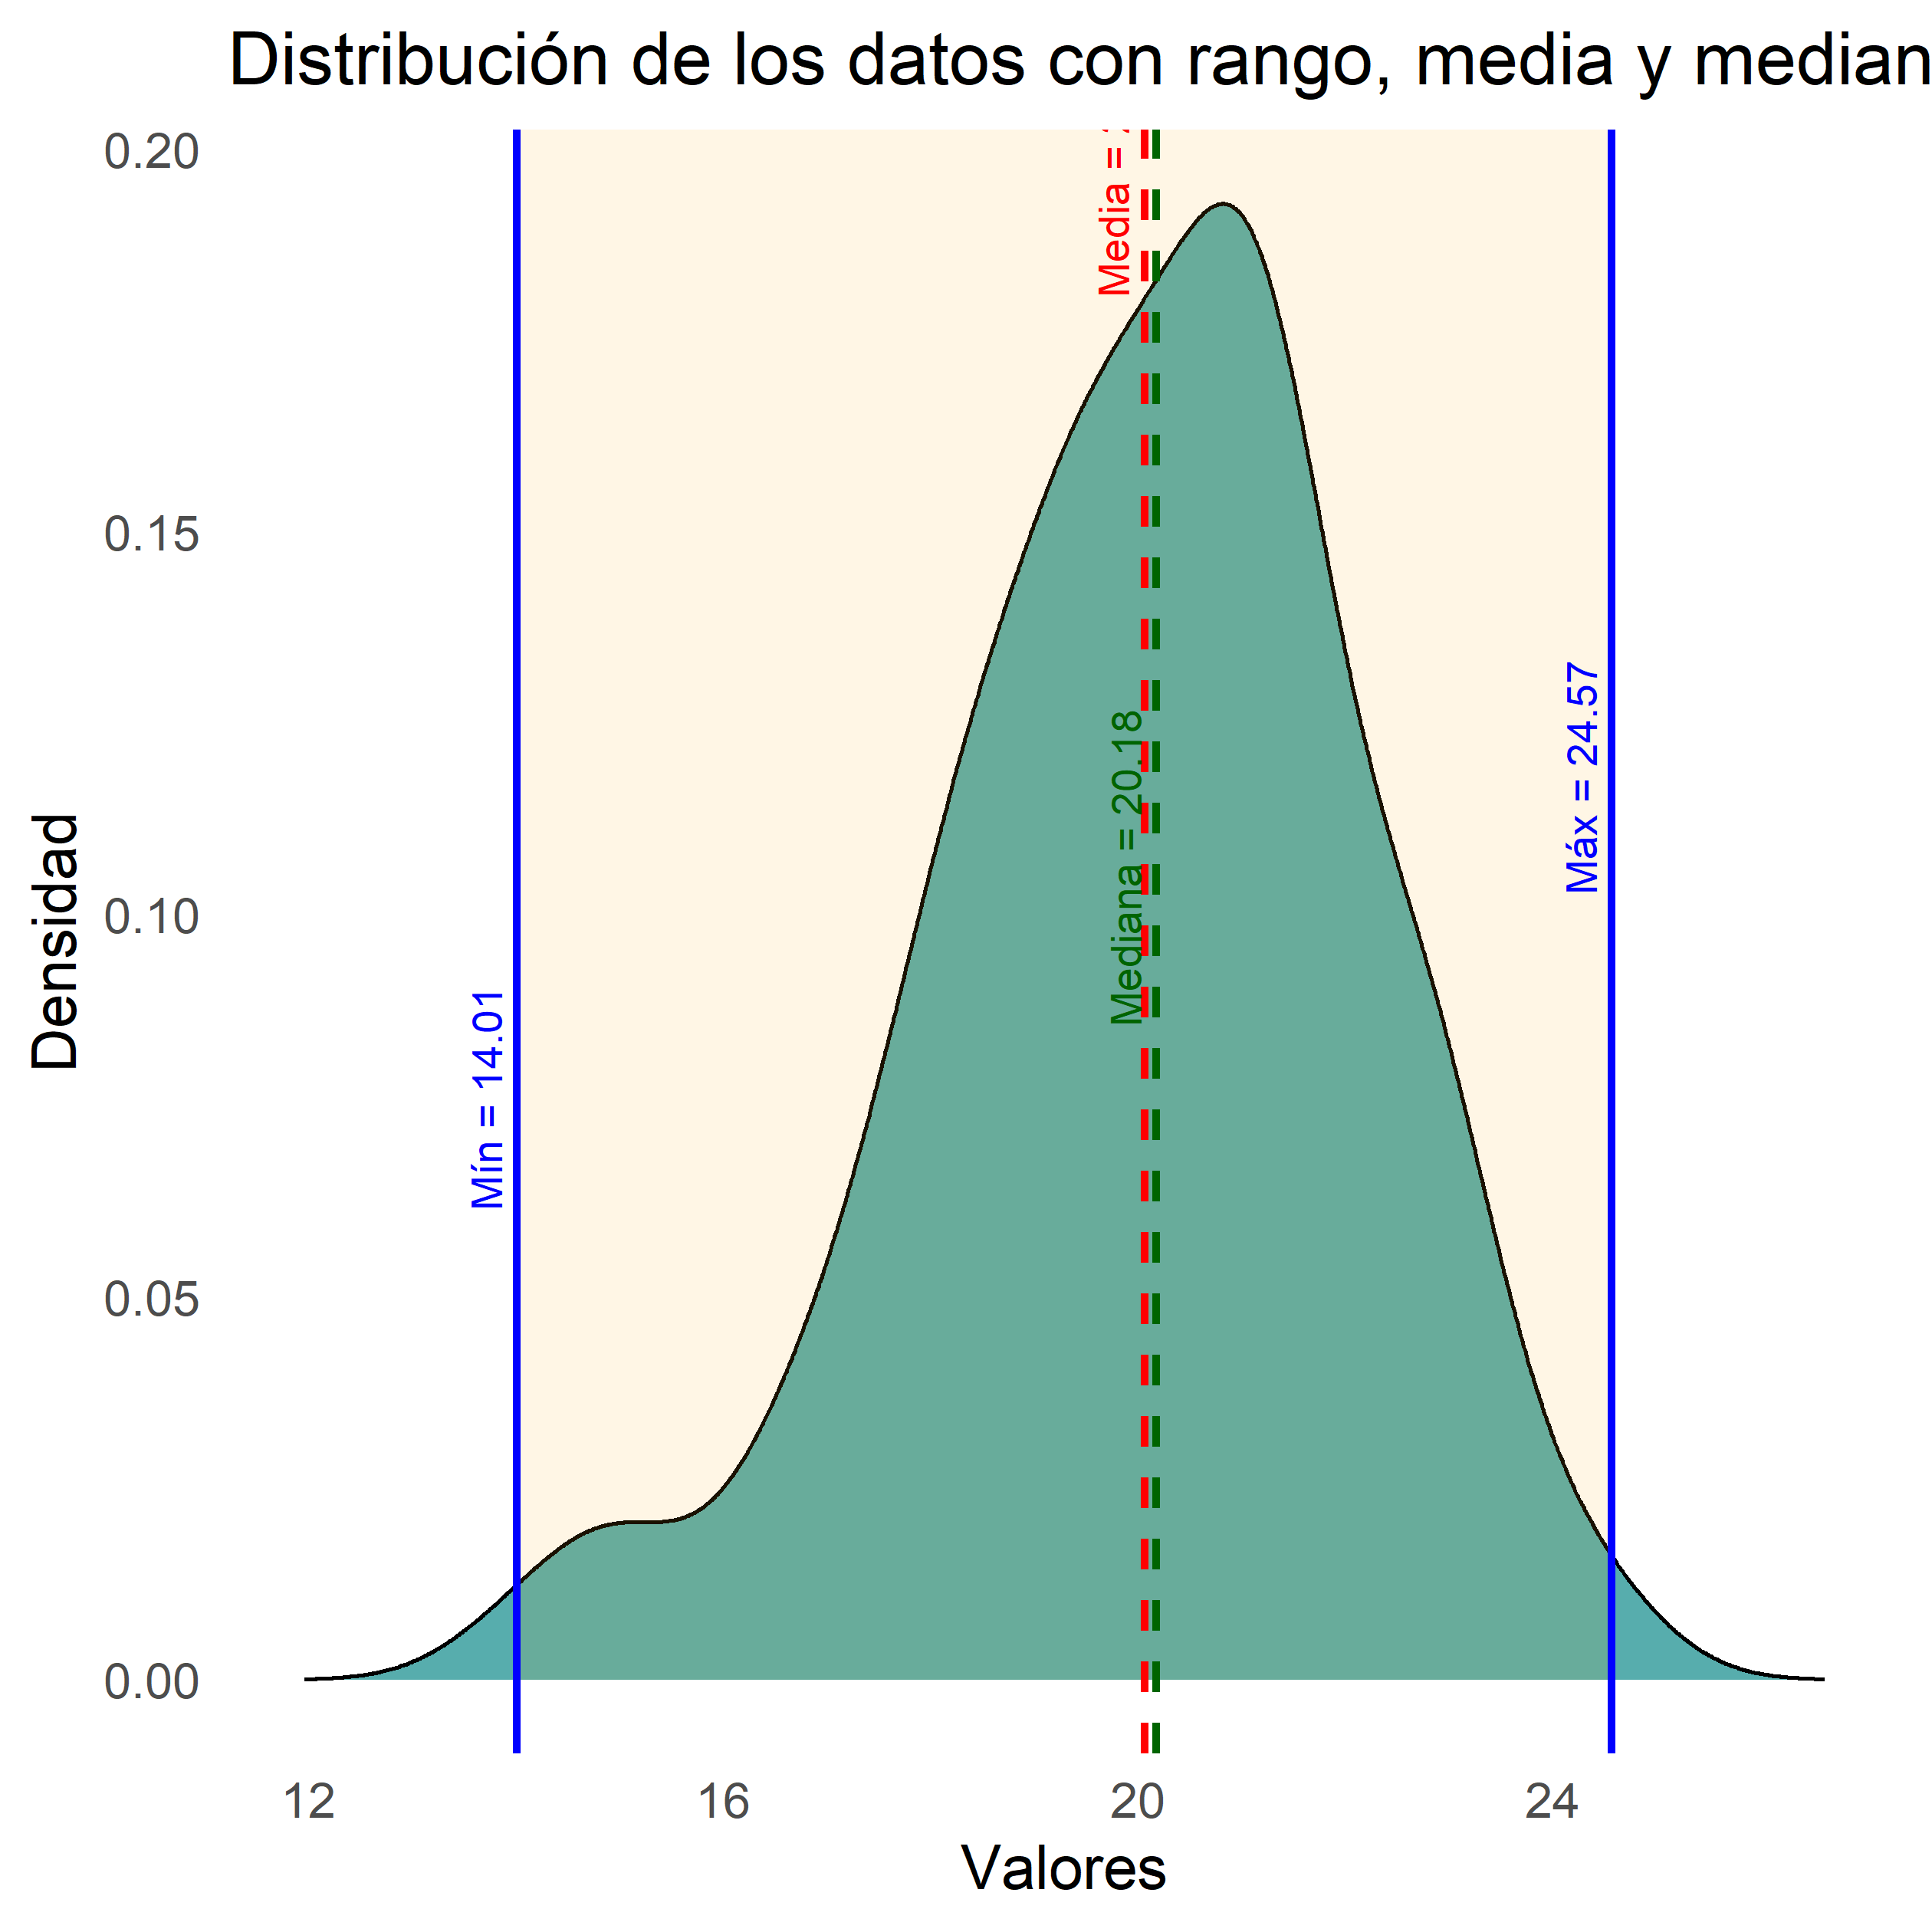 Distribución de los datos con rango, media y median
0.20
0.15
0.10
0.05
0.00
Densidad
Mín = 14.01
Media =
Mediana = 20.18
Máx = 24.57
12 16 20 24
Valores